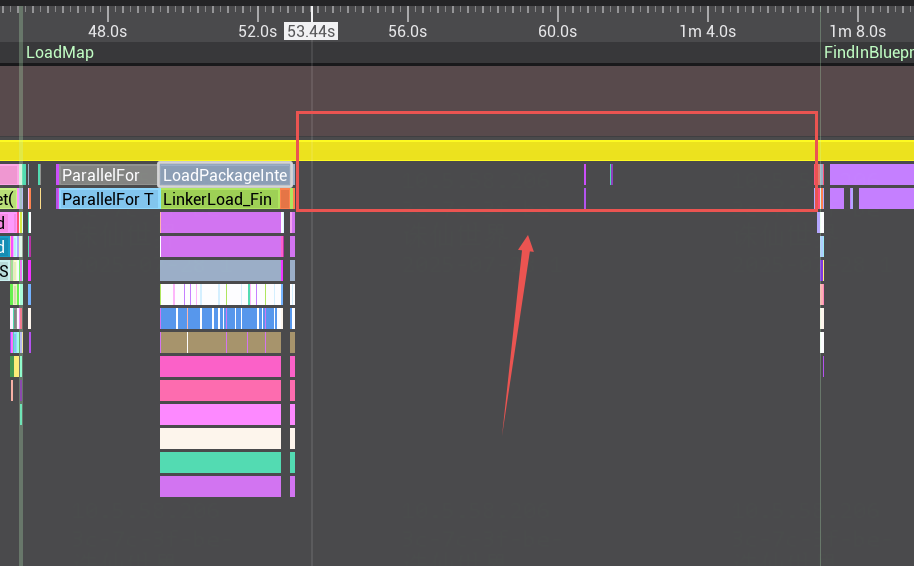 48.0s 52.0s 53.44s 56.0s 60.0s 1m 4.0s 1m 8.0s
LoadMap FindInBluepr
ParallelFor LoadPackageInte
et( ParallelFor T LinkerLoad_Fin
d
d
S